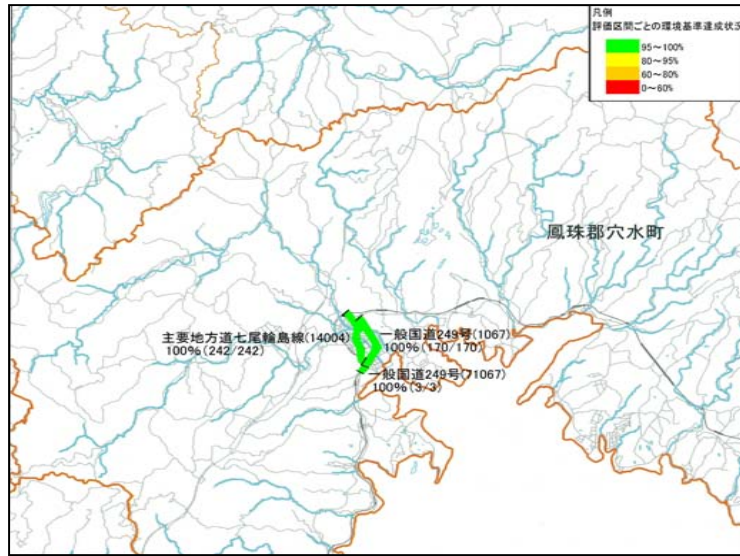 凡例
評価区間ごとの環境基準達成状況
95～100%
80～95%
60～80%
0～60%
鳳珠郡穴水町
主要地方道七尾輪島線(14004)
100%(242/242)
一般国道249号(1067)
100%(170/170)
一般国道249号(71067)
100%(3/3)